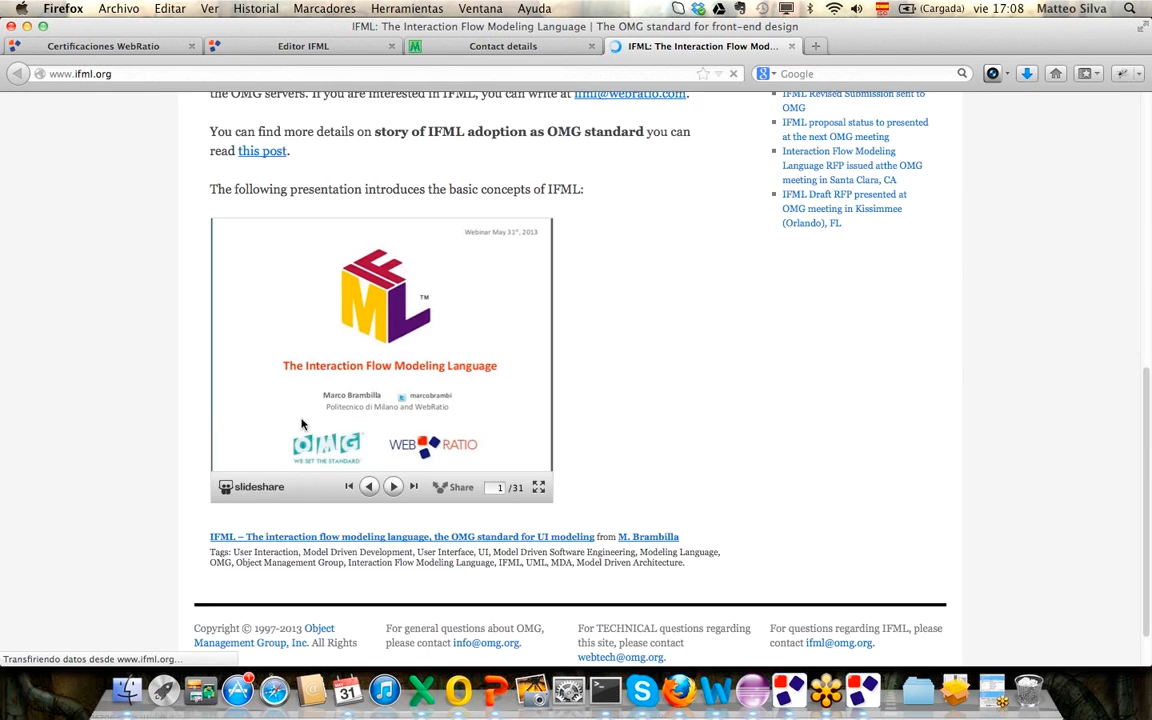 Firefox Archivo Editar Ver Historial Marcadores Herramientas Ventana Ayuda (Cargada) vie 17:08 Matteo Silva
IFML: The Interaction Flow Modeling Language | The OMG standard for front-end design
Certificaciones WebRatio Editor IFML Contact details IFML: The Interaction Flow Mod...
www.ifml.org Google
the OMG servers. If you are interested in IFML, you can write at ifml@webratio.com.
You can find more details on story of IFML adoption as OMG standard you can
read this post.
The following presentation introduces the basic concepts of IFML:
Webinar May 31st, 2013
IFML TM
The Interaction Flow Modeling Language
Marco Brambilla marcobrambi
Politecnico di Milano and WebRatio
OMG WEB RATIO
WE SET THE STANDARD
slideshare Share 1 /31
IFML – The interaction flow modeling language, the OMG standard for UI modeling from M. Brambilla
Tags: User Interaction, Model Driven Development, User Interface, UI, Model Driven Software Engineering, Modeling Language,
OMG, Object Management Group, Interaction Flow Modeling Language, IFML, UML, MDA, Model Driven Architecture.
IFML Revised Submission sent to
OMG
IFML proposal status to presented
at the next OMG meeting
Interaction Flow Modeling
Language RFP issued atthe OMG
meeting in Santa Clara, CA
IFML Draft RFP presented at
OMG meeting in Kissimmee
(Orlando), FL
Copyright © 1997-2013 Object
Management Group, Inc. All Rights
For general questions about OMG,
please contact info@omg.org.
For TECHNICAL questions regarding
this site, please contact
webtech@omg.org.
For questions regarding IFML, please
contact ifml@omg.org.
Transfiriendo datos desde www.ifml.org...